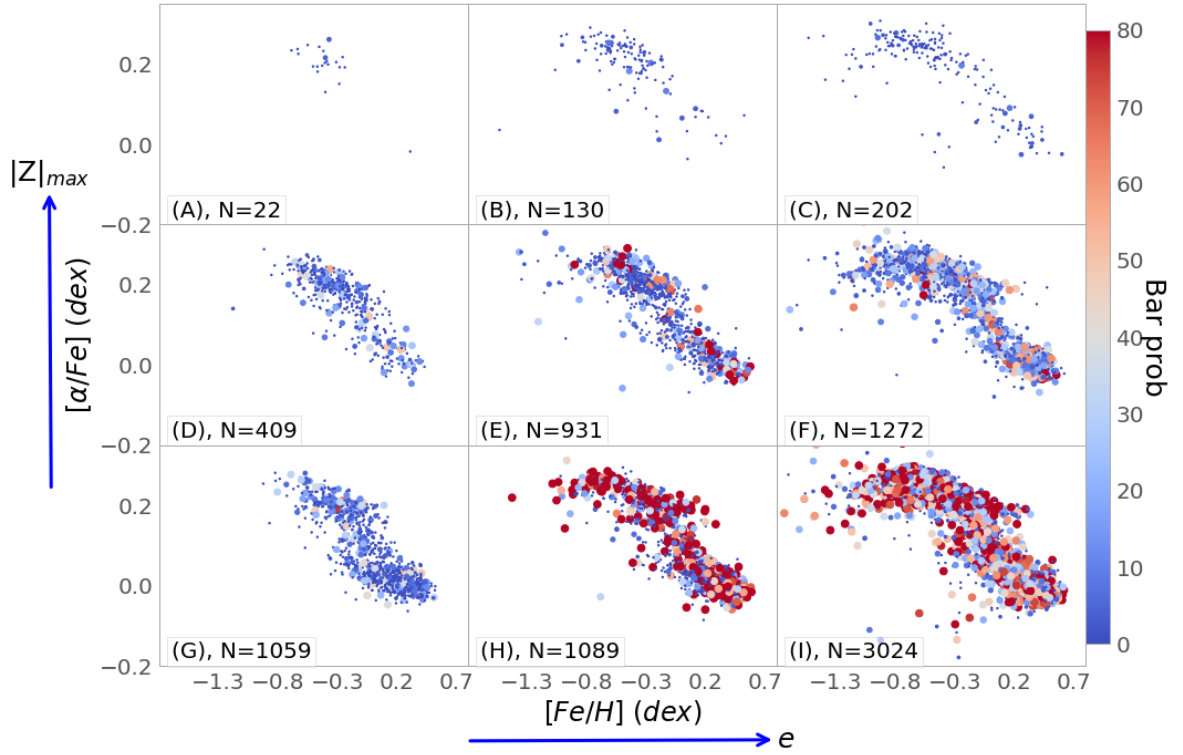 0.2
0.0
−0.2
(A), N=22
(B), N=130
(C), N=202
0.2
0.0
−0.2
(D), N=409
(E), N=931
(F), N=1272
0.2
0.0
−0.2
(G), N=1059
(H), N=1089
(I), N=3024
−1.3 −0.8 −0.3 0.2 0.7
−1.3 −0.8 −0.3 0.2 0.7
−1.3 −0.8 −0.3 0.2 0.7
[Fe/H] (dex)
e
|Z|max
[α/Fe] (dex)
80
70
60
50
40
30
20
10
0
Bar prob